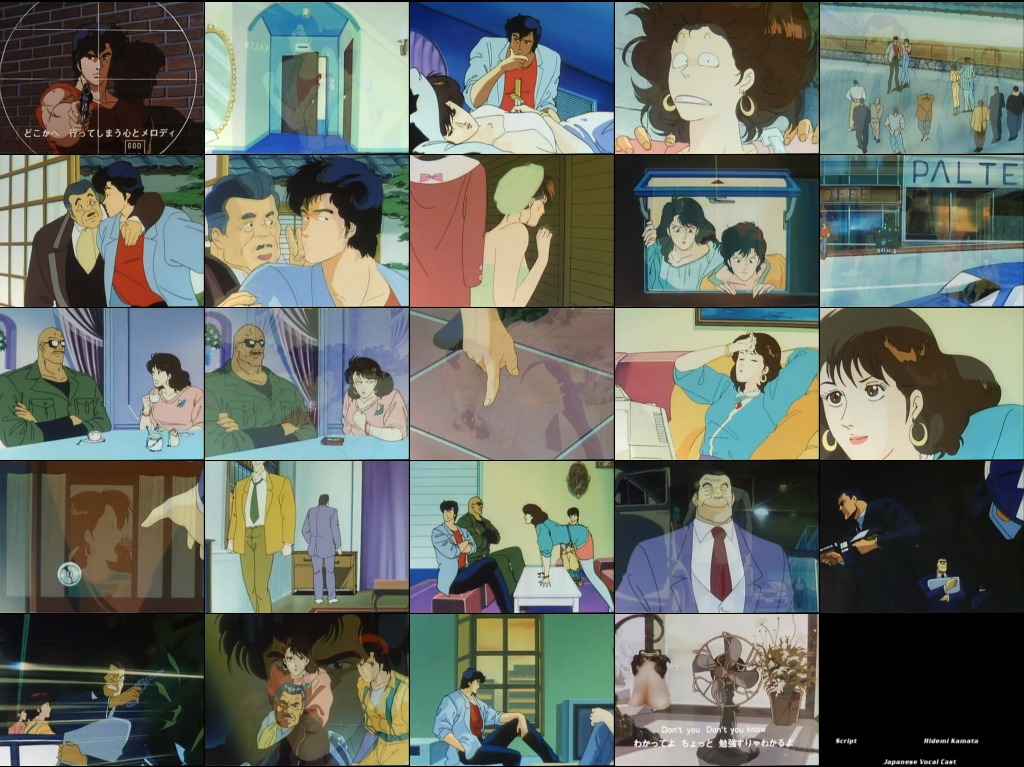 どこかへ 行ってしまう心とメロディ
GOD
PALTE
Don't you Don't you know
わかってよ ちょっと 勉強すりゃわかるよ
Script Hidemi Kamata
Japanese Vocal Cast